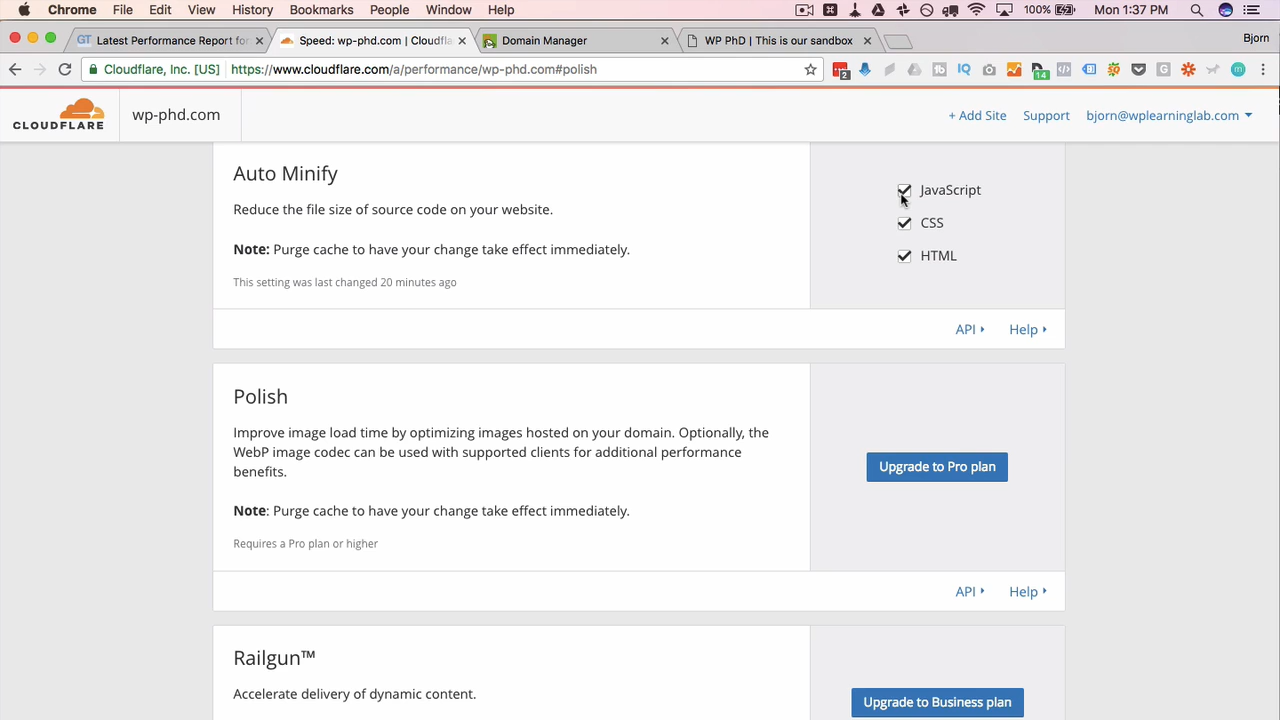 Chrome File Edit View History Bookmarks People Window Help 100% Mon 1:37 PM
Latest Performance Report for
Speed: wp-phd.com | Cloudfla
Domain Manager
WP PhD | This is our sandbox
Bjorn
Cloudflare, Inc. [US] https://www.cloudflare.com/a/performance/wp-phd.com#polish
CLOUDFLARE
wp-phd.com
+ Add Site Support bjorn@wplearninglab.com
Auto Minify
Reduce the file size of source code on your website.
Note: Purge cache to have your change take effect immediately.
This setting was last changed 20 minutes ago
JavaScript
CSS
HTML
API Help
Polish
Improve image load time by optimizing images hosted on your domain. Optionally, the
WebP image codec can be used with supported clients for additional performance
benefits.
Note: Purge cache to have your change take effect immediately.
Requires a Pro plan or higher
Upgrade to Pro plan
API Help
Railgun™
Accelerate delivery of dynamic content.
Upgrade to Business plan